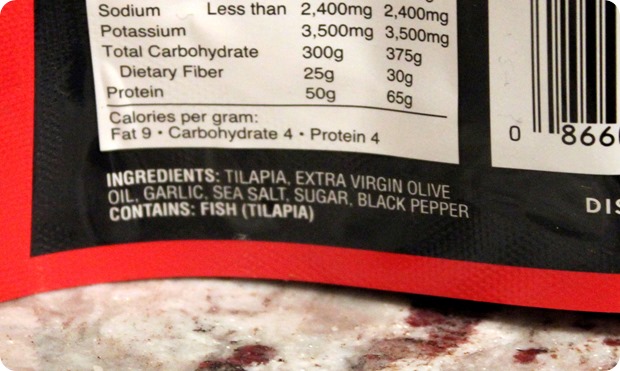 Sodium Less than 2,400mg 2,400mg
Potassium 3,500mg 3,500mg
Total Carbohydrate 300g 375g
Dietary Fiber 25g 30g
Protein 50g 65g
Calories per gram:
Fat 9 • Carbohydrate 4 • Protein 4
INGREDIENTS: TILAPIA, EXTRA VIRGIN OLIVE
OIL, GARLIC, SEA SALT, SUGAR, BLACK PEPPER
CONTAINS: FISH (TILAPIA)
0 866